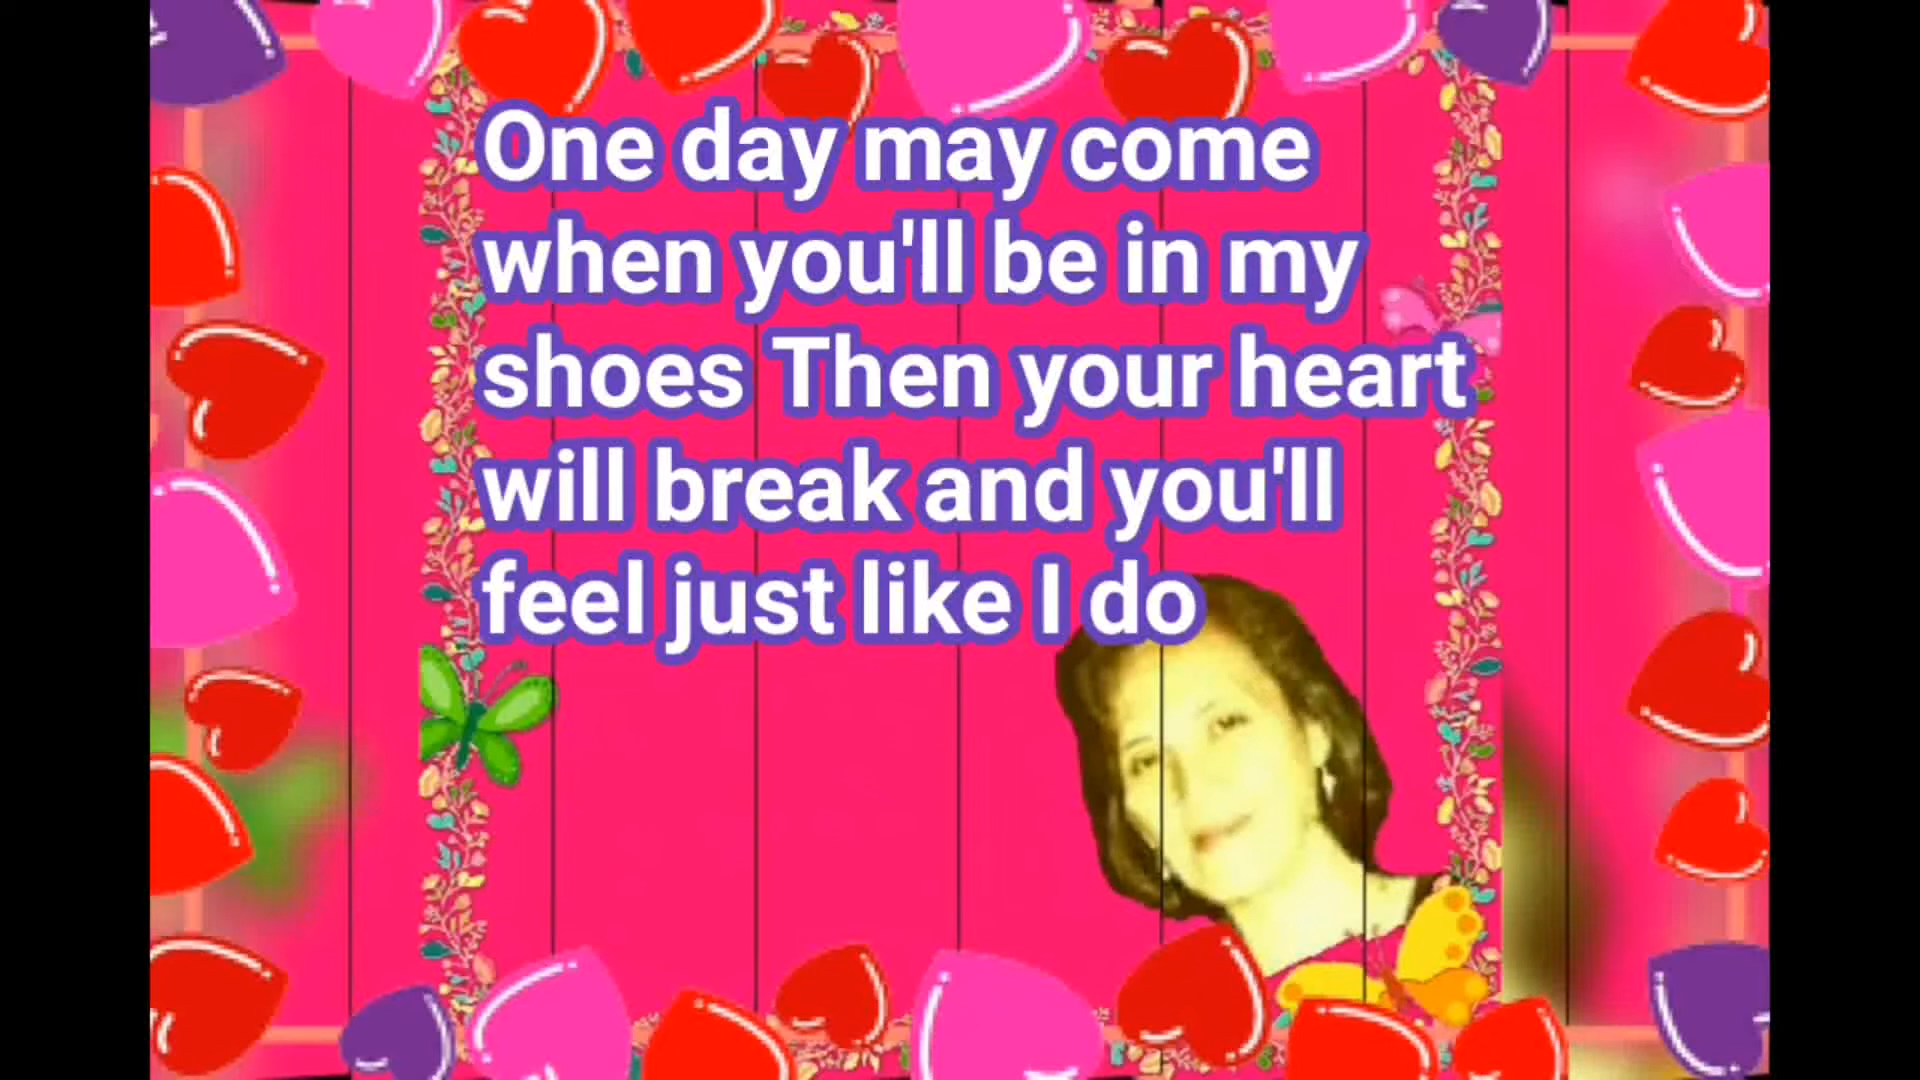 One day may come
when you'll be in my
shoes Then your heart
will break and you'll
feel just like I do